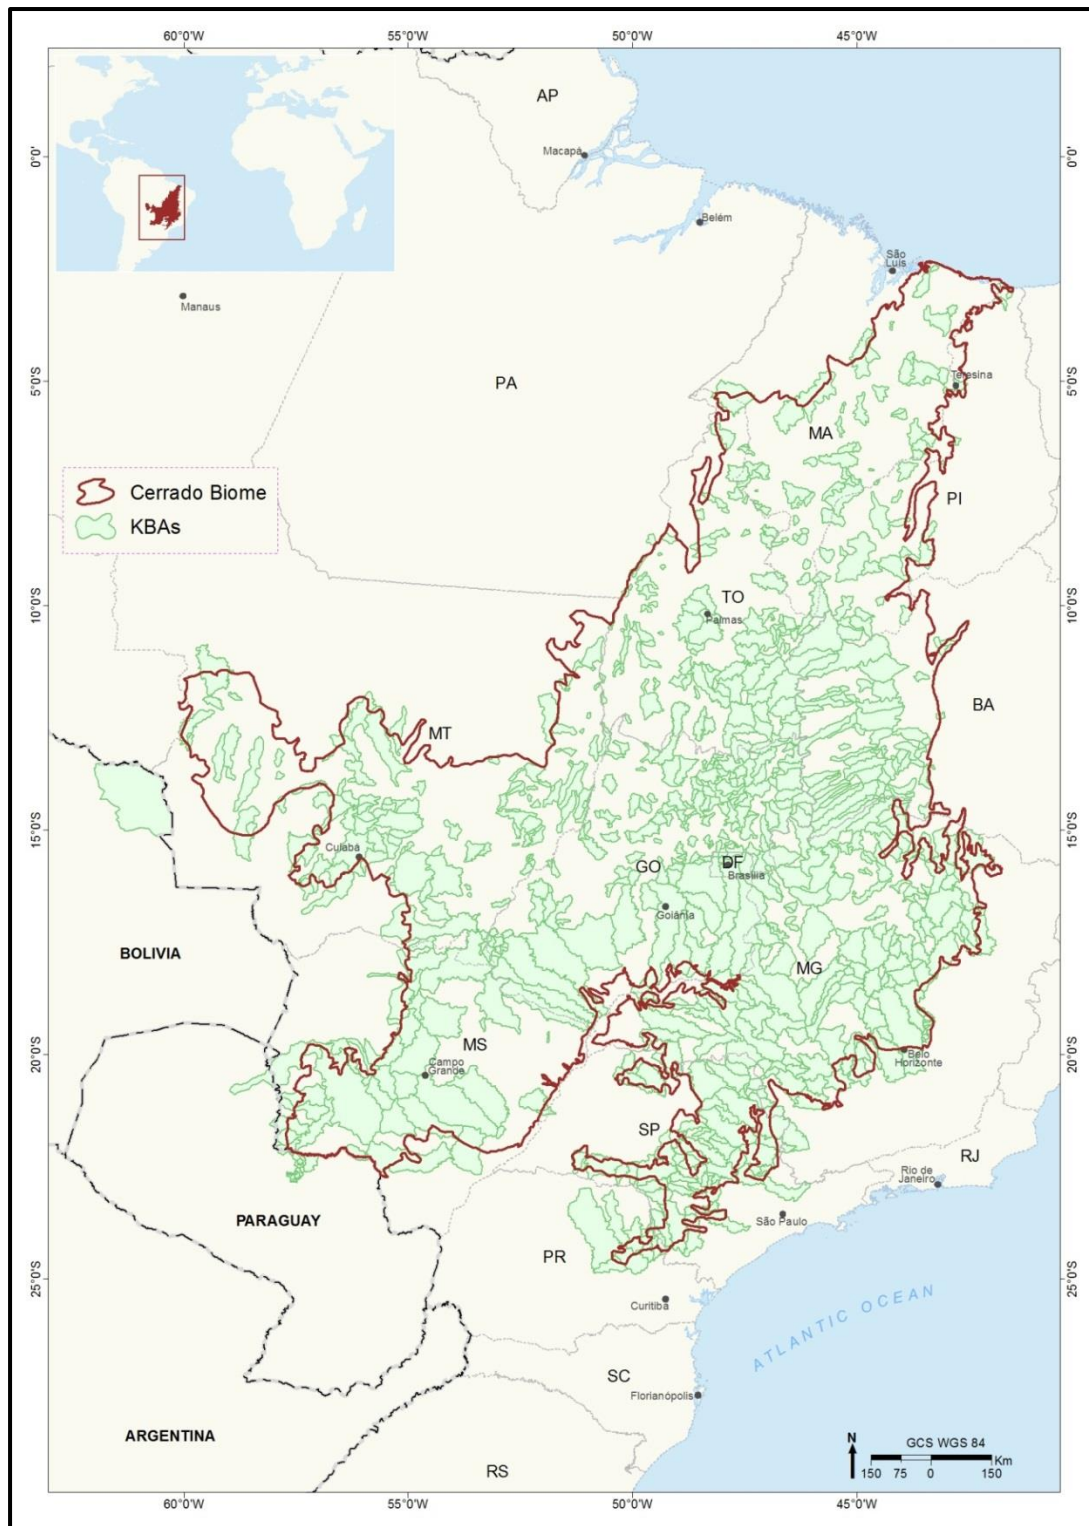 60°0'W
55°0'W
50°0'W
45°0'W
AP
Macapá
0°0'
0°0'
Belém
São
Luis
Manaus
PA
5°0'S
Teresina
5°0'S
MA
Cerrado Biome
KBAs
PI
10°0'S
TO
Palmas
10°0'S
MT
BA
15°0'S
15°0'S
Cuiabá
GO
DF
Brasília
Goiânia
BOLIVIA
MG
MS
20°0'S
Campo
Grande
Belo
Horizonte
20°0'S
SP
RJ
Rio de
Janeiro
São Paulo
PARAGUAY
PR
25°0'S
25°0'S
Curitiba
ATLANTIC OCEAN
SC
Florianópolis
ARGENTINA
RS
N
GCS WGS 84
Km
150 75 0 150
60°0'W
55°0'W
50°0'W
45°0'W